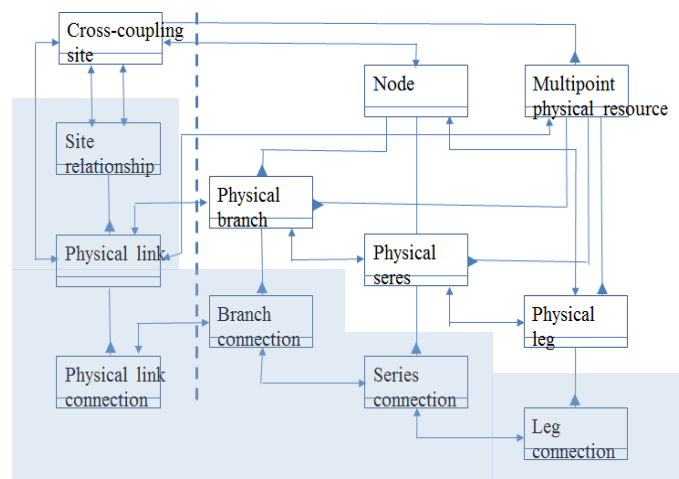 Cross-coupling
site
Node
Multipoint
physical resource
Site
relationship
Physical
branch
Physical link
Physical
seres
Branch
connection
Physical
leg
Physical link
connection
Series
connection
Leg
connection